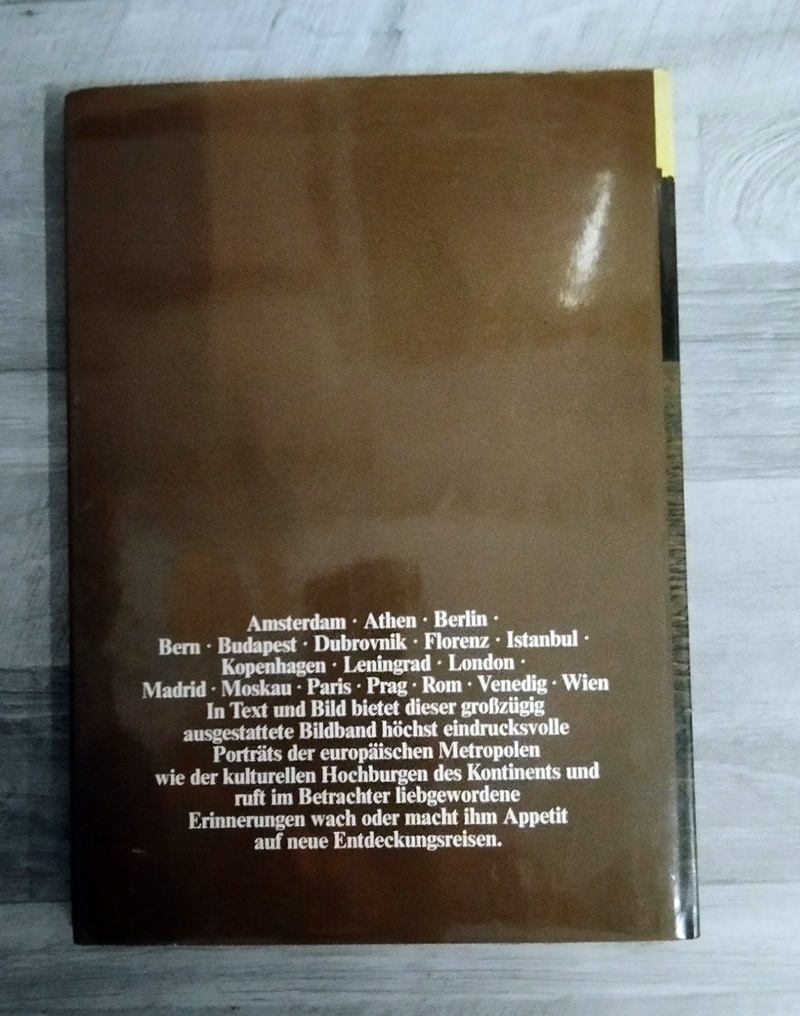 Amsterdam · Athen · Berlin ·
Bern · Budapest · Dubrovnik · Florenz · Istanbul ·
Kopenhagen · Leningrad · London ·
Madrid · Moskau · Paris · Prag · Rom · Venedig · Wien
In Text und Bild bietet dieser großzügig
ausgestattete Bildband höchst eindrucksvolle
Porträts der europäischen Metropolen
wie der kulturellen Hochburgen des Kontinents und
ruft im Betrachter liebgewordene
Erinnerungen wach oder macht ihm Appetit
auf neue Entdeckungsreisen.